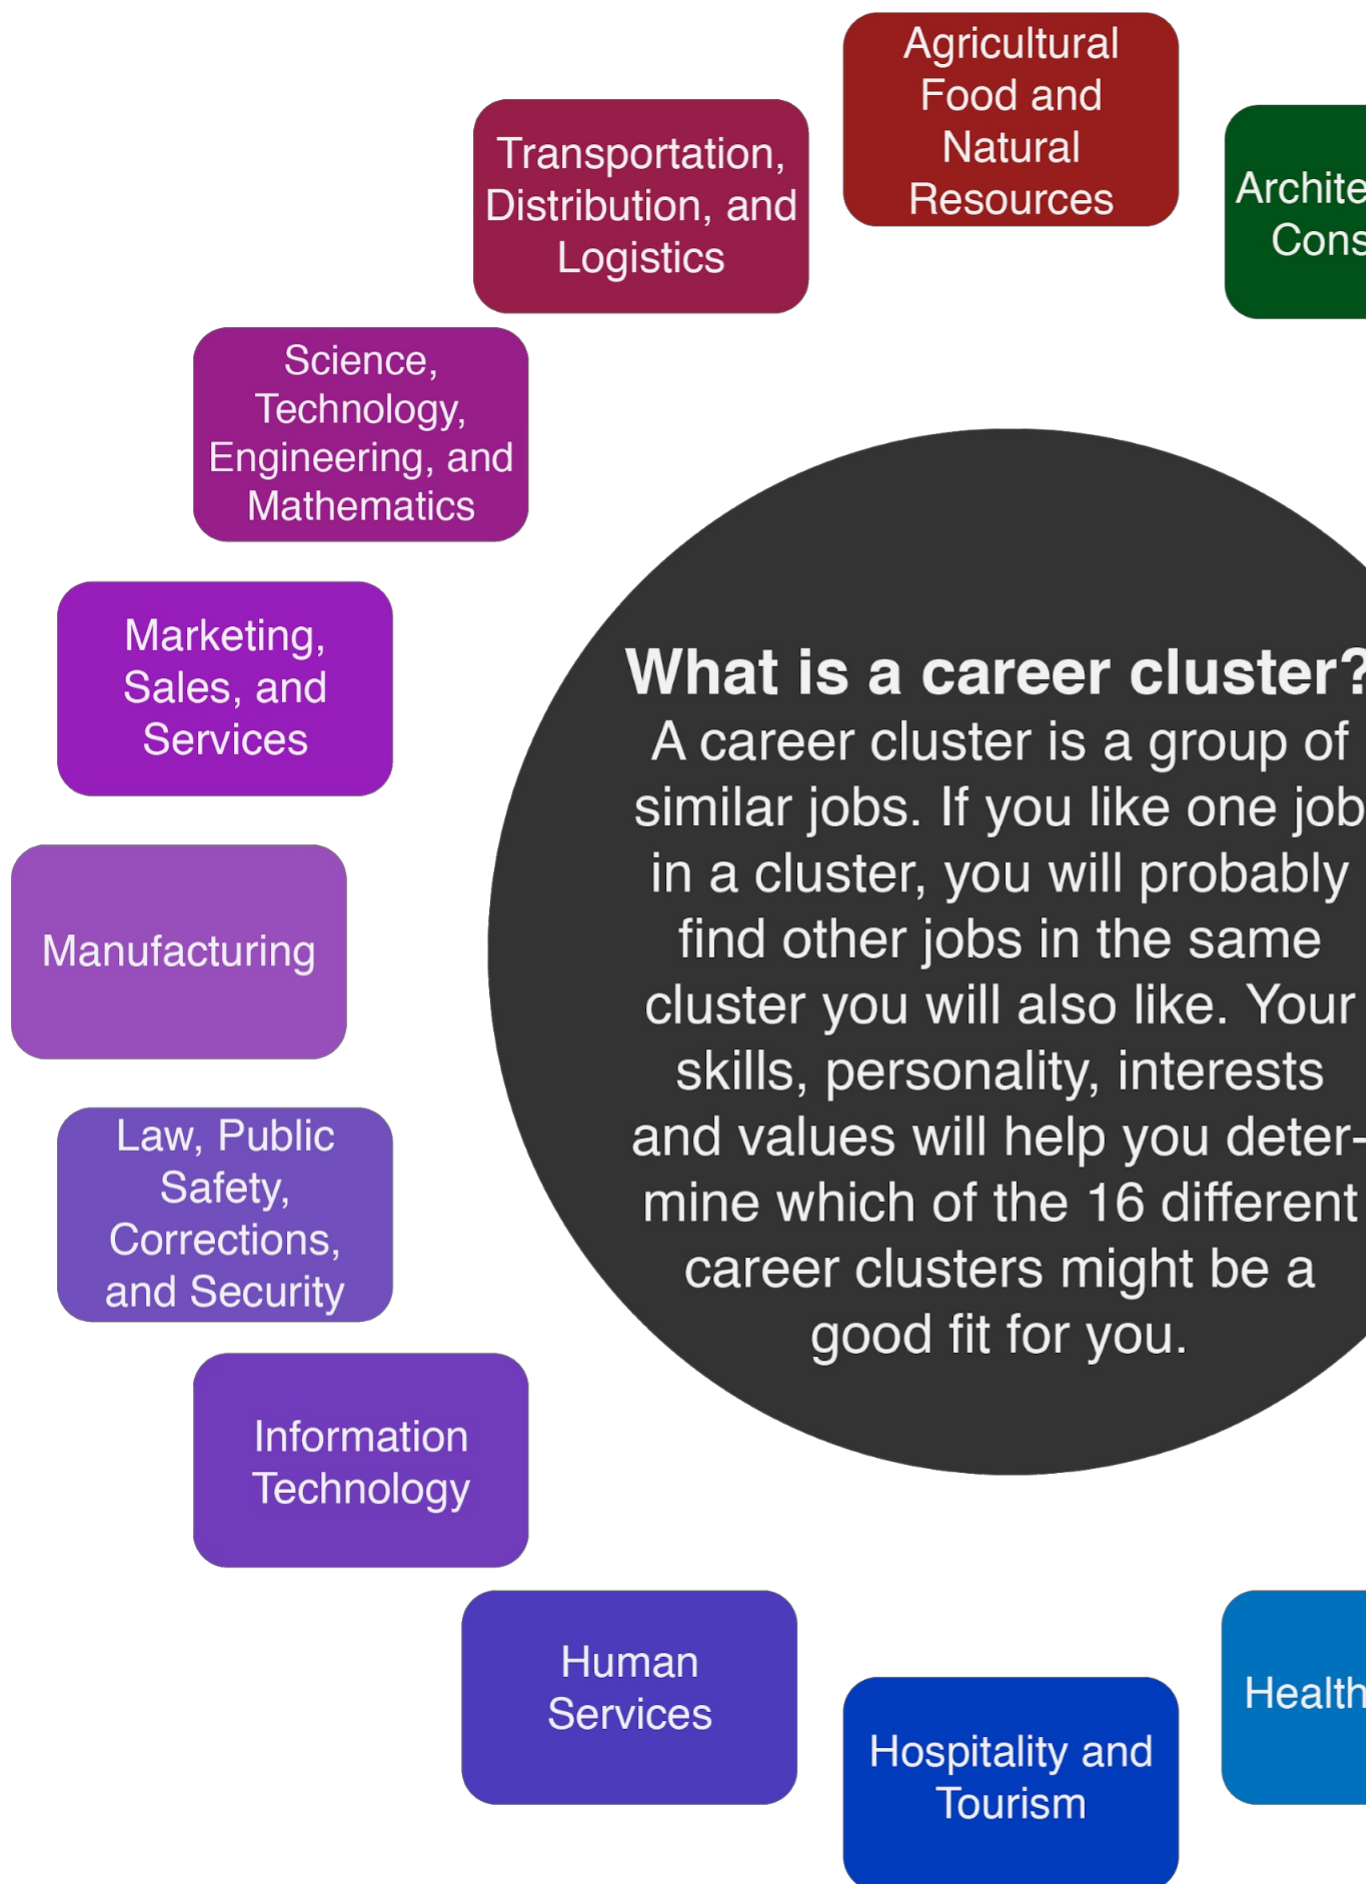 Agricultural
Food and
Natural
Resources
Transportation,
Distribution, and
Logistics
Science,
Technology,
Engineering, and
Mathematics
Marketing,
Sales, and
Services
Manufacturing
Law, Public
Safety,
Corrections,
and Security
Information
Technology
Human
Services
Hospitality and
Tourism
Health
What is a career cluster?
A career cluster is a group of
similar jobs. If you like one job
in a cluster, you will probably
find other jobs in the same
cluster you will also like. Your
skills, personality, interests
and values will help you deter-
mine which of the 16 different
career clusters might be a
good fit for you.